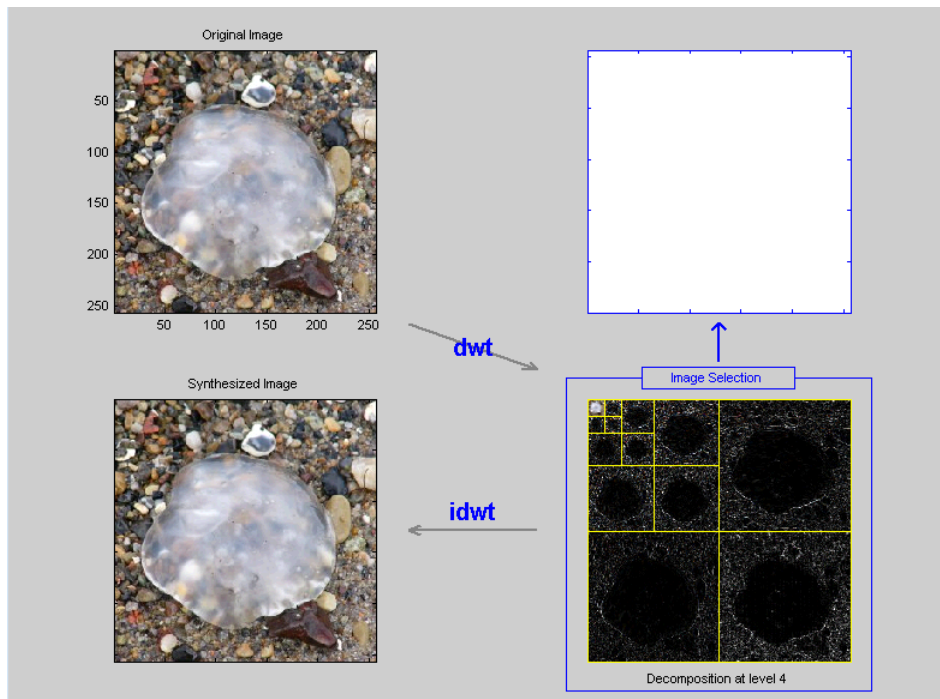 Original Image
50
100
150
200
250
50 100 150 200 250
dwt
Image Selection
Synthesized Image
idwt
Decomposition at level 4